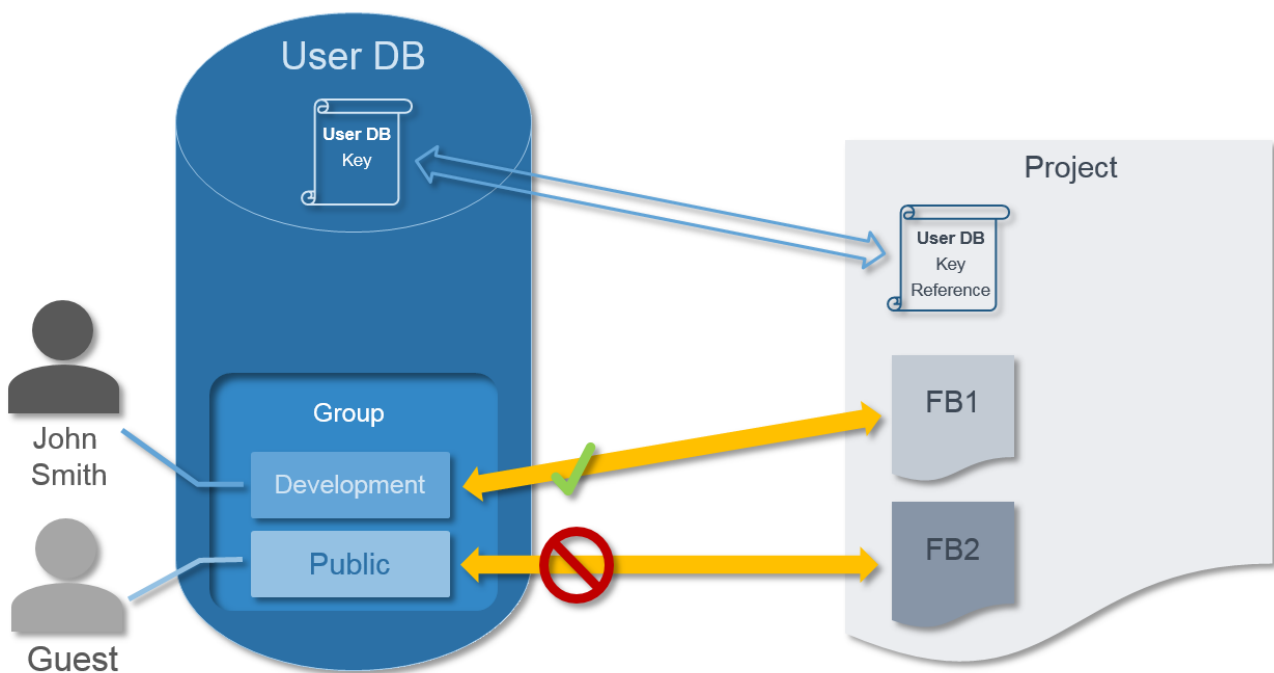 User DB
User DB
Key
Project
User DB
Key
Reference
John
Smith
Group
Development
FB1
Guest
Public
FB2